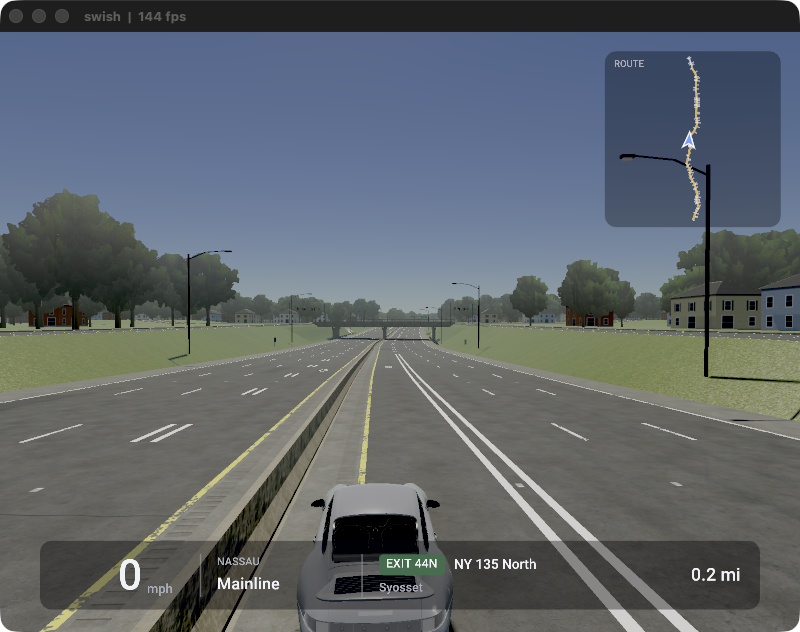 swish | 144 fps
ROUTE
0 mph
NASSAU
Mainline
EXIT 44N NY 135 North
Syosset
0.2 mi